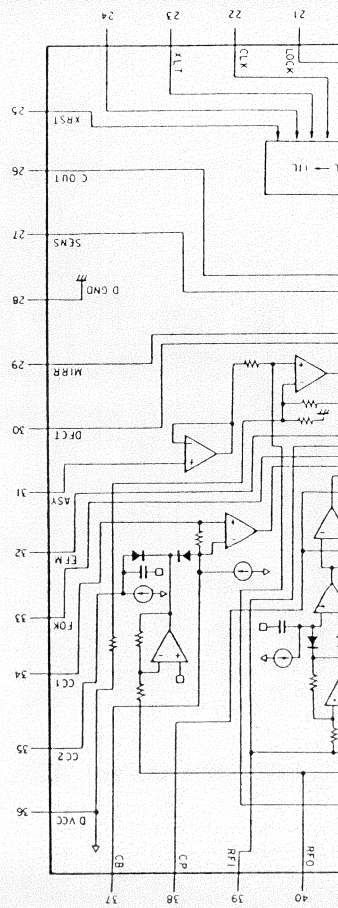 24
23
22
21
XLT
CLK
LOCK
25
XRST
26
C.OUT
27
SENS
28
D GND
29
MIRR
30
DFCT
31
ASY
32
EFM
33
FOK
34
CC1
35
CC2
36
D VCC
CB
CP
RFI
RFO
37
38
39
40